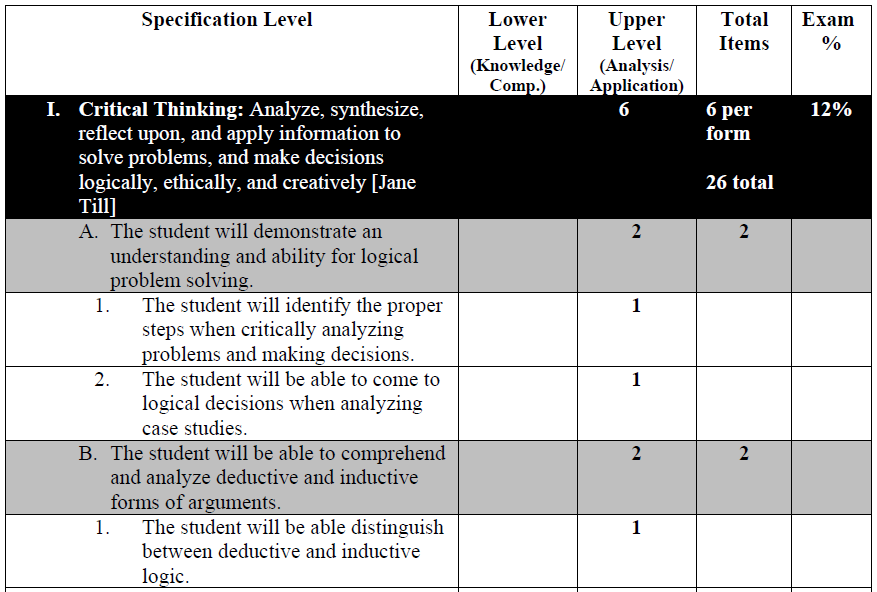 Specification Level
Lower
Level
(Knowledge/
Comp.)
Upper
Level
(Analysis/
Application)
Total
Items
Exam
%
I. Critical Thinking: Analyze, synthesize,
reflect upon, and apply information to
solve problems, and make decisions
logically, ethically, and creatively [Jane
Till]
6
6 per
form
26 total
12%
A. The student will demonstrate an
understanding and ability for logical
problem solving.
2
2
1. The student will identify the proper
steps when critically analyzing
problems and making decisions.
1
2. The student will be able to come to
logical decisions when analyzing
case studies.
1
B. The student will be able to comprehend
and analyze deductive and inductive
forms of arguments.
2
2
1. The student will be able distinguish
between deductive and inductive
logic.
1